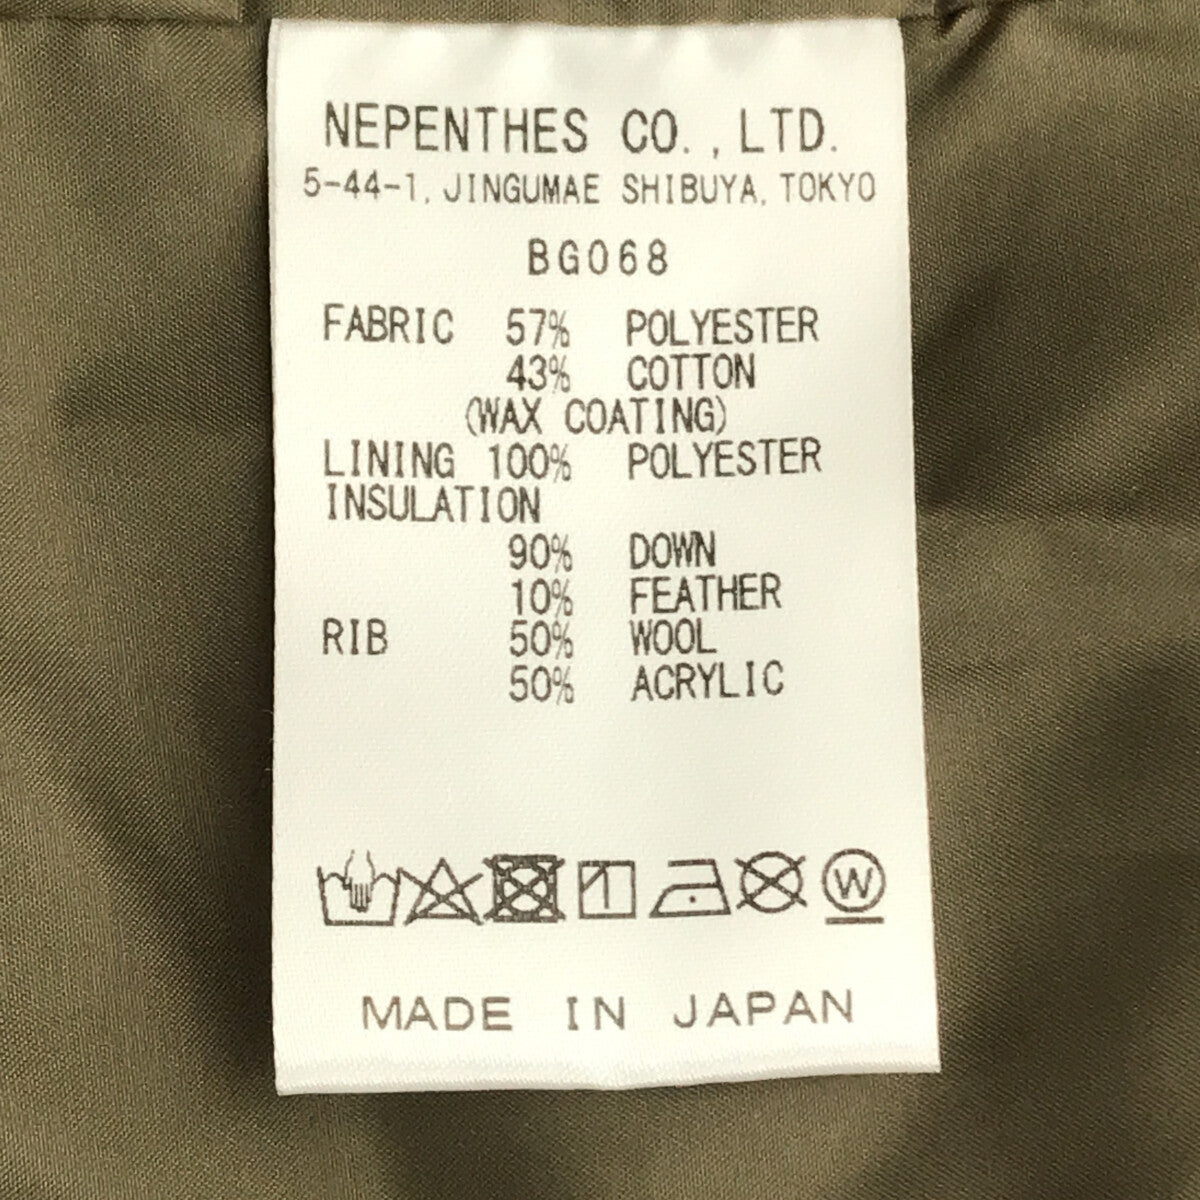 NEPENTHES CO., LTD.
5-44-1, JINGUMAE SHIBUYA, TOKYO
BG068
FABRIC 57% POLYESTER
43% COTTON
(WAX COATING)
LINING 100% POLYESTER
INSULATION
90% DOWN
10% FEATHER
RIB 50% WOOL
50% ACRYLIC
W
MADE IN JAPAN